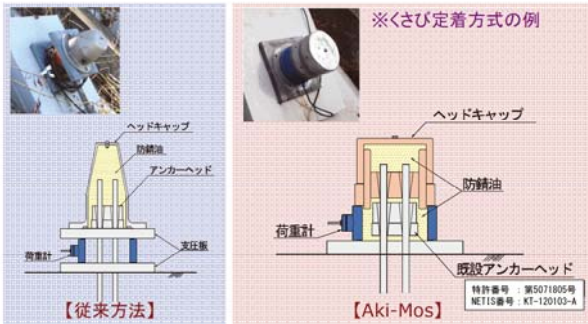 ※くさび定着方式の例
ヘッドキャップ
防錆油
アンカーヘッド
荷重計
支圧板
【従来方法】
ヘッドキャップ
防錆油
荷重計
既設アンカーヘッド
特許番号 : 第5071805号
NETIS番号 : KT-120103-A
【Aki-Mos】